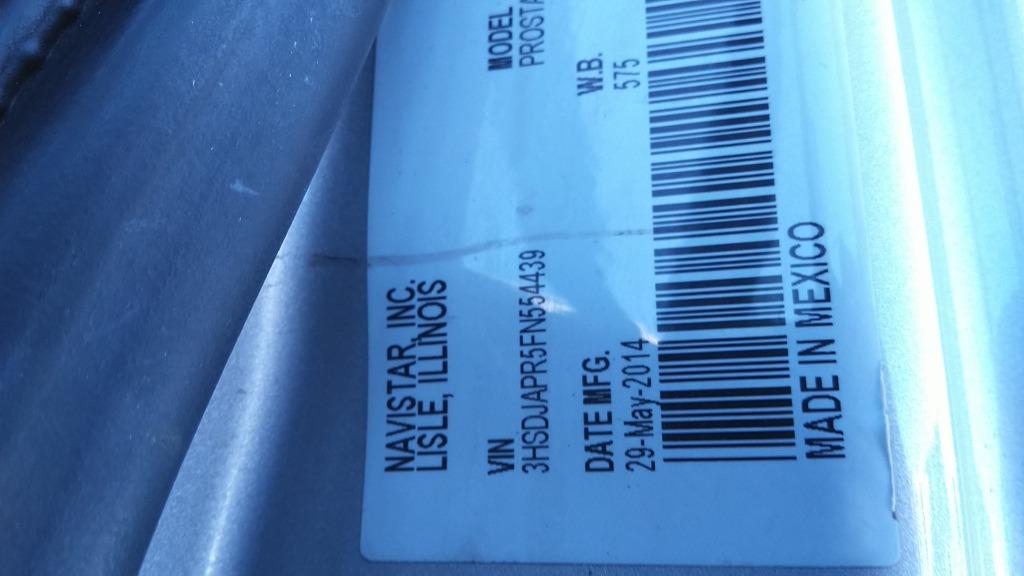 NAVISTAR, INC.
LISLE, ILLINOIS
VIN
3HSDJAPR5FN554439
MODEL
PROSTA
DATE MFG.
29-May-2014
W.B.
575
MADE IN MEXICO